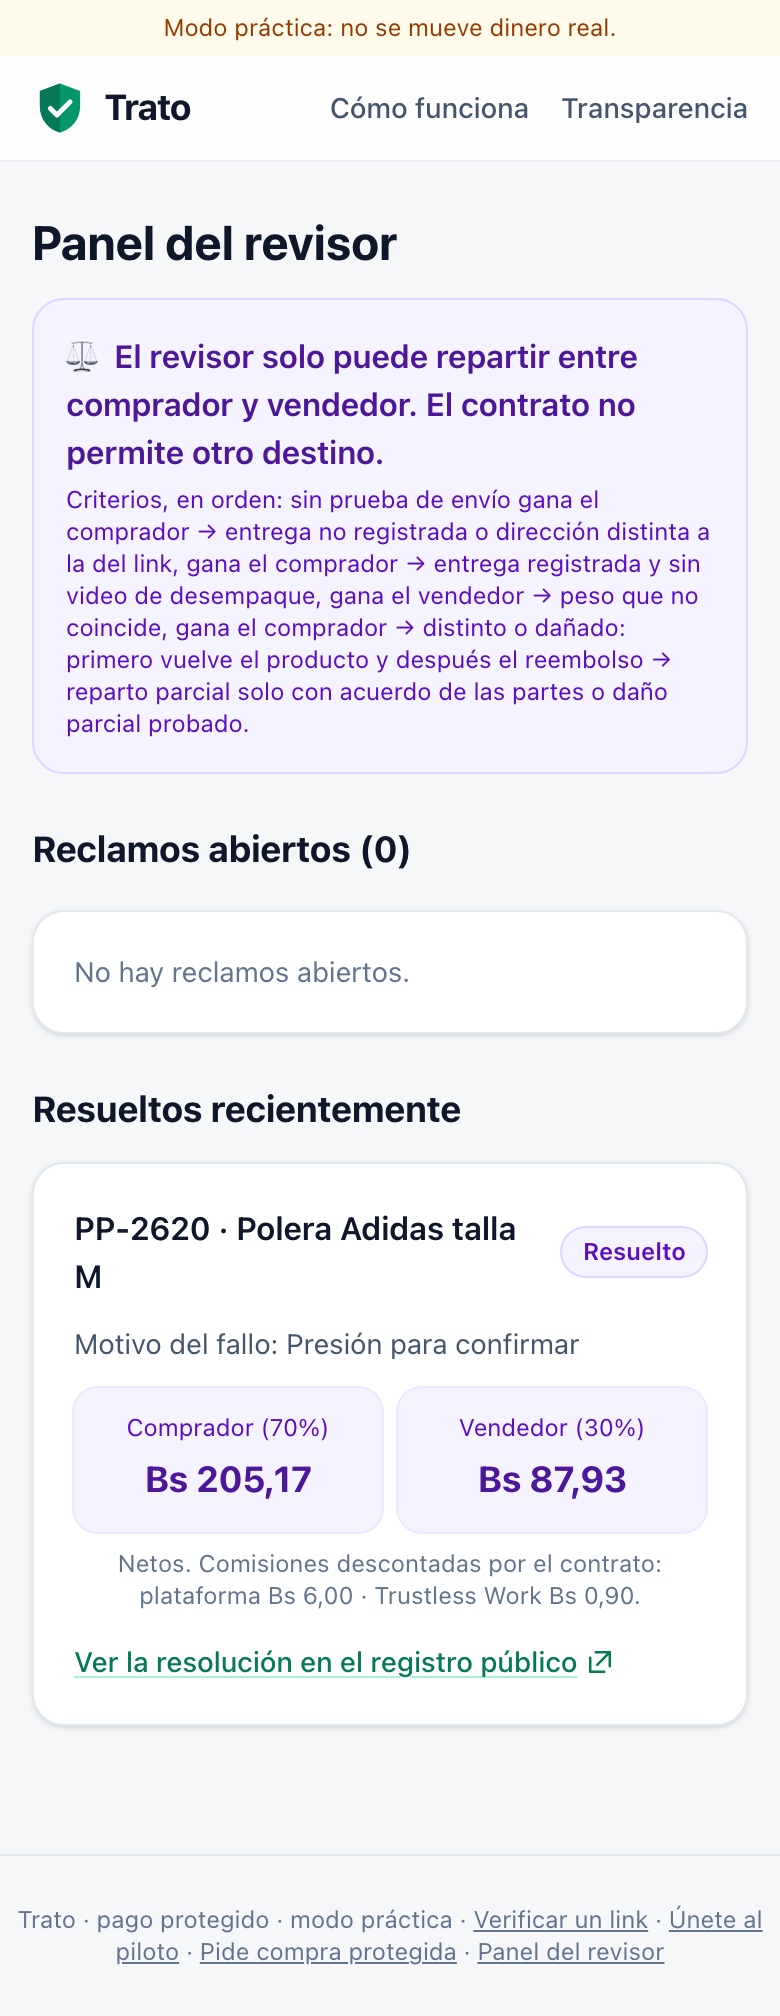 Modo práctica: no se mueve dinero real.
Trato
Cómo funciona
Transparencia
Panel del revisor
⚖️ El revisor solo puede repartir entre
comprador y vendedor. El contrato no
permite otro destino.
Criterios, en orden: sin prueba de envío gana el
comprador → entrega no registrada o dirección distinta a
la del link, gana el comprador → entrega registrada y sin
video de desempaque, gana el vendedor → peso que no
coincide, gana el comprador → distinto o dañado:
primero vuelve el producto y después el reembolso →
reparto parcial solo con acuerdo de las partes o daño
parcial probado.
Reclamos abiertos (0)
No hay reclamos abiertos.
Resueltos recientemente
PP-2620 · Polera Adidas talla
M
Resuelto
Motivo del fallo: Presión para confirmar
Comprador (70%)
Bs 205,17
Vendedor (30%)
Bs 87,93
Netos. Comisiones descontadas por el contrato:
plataforma Bs 6,00 · Trustless Work Bs 0,90.
Ver la resolución en el registro público
Trato · pago protegido · modo práctica · Verificar un link · Únete al
piloto · Pide compra protegida · Panel del revisor